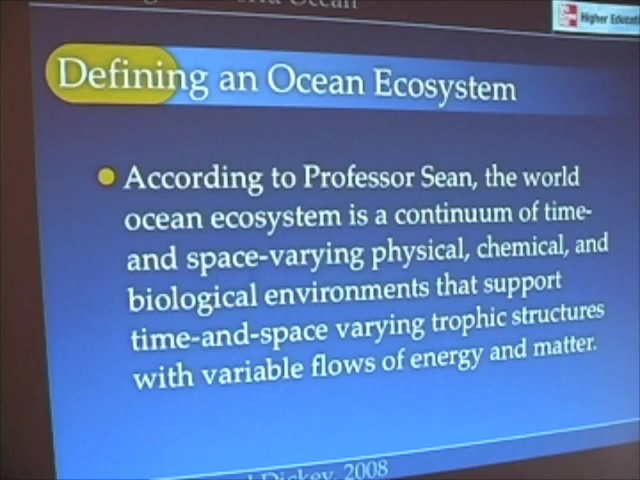 Ocean
Higher
Defining an Ocean Ecosystem
According to Professor Sean, the world
ocean ecosystem is a continuum of time-
and space-varying physical, chemical, and
biological environments that support
time-and-space varying trophic structures
with variable flows of energy and matter.
Dickey, 2008